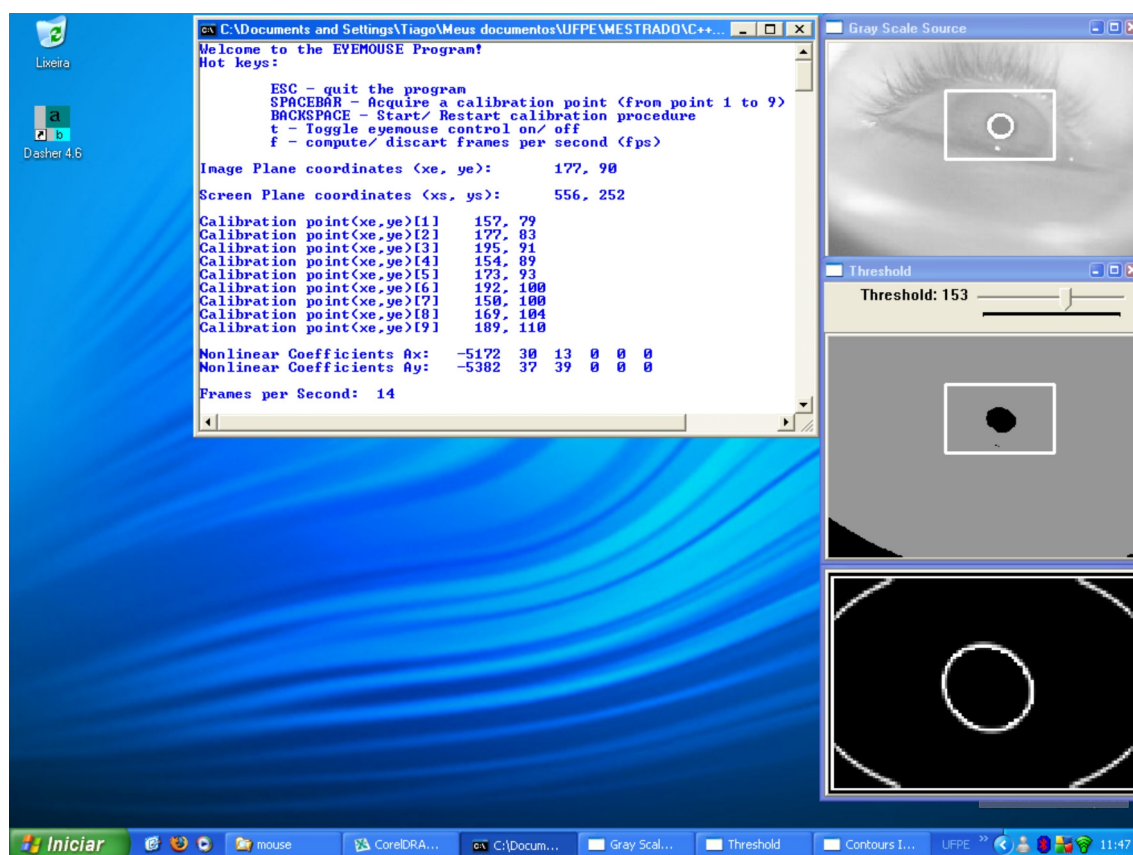 Lixeira
a
b
Dasher 4.6
C:\Documents and Settings\Tiago\Meus documentos\UFPE\MESTRADO\C++...
Welcome to the EYEMOUSE Program!
Hot keys:
ESC - quit the program
SPACEBAR - Acquire a calibration point (from point 1 to 9)
BACKSPACE - Start/ Restart calibration procedure
t - Toggle eyemouse control on/ off
f - compute/ discart frames per second (fps)
Image Plane coordinates (xe, ye): 177, 90
Screen Plane coordinates (xs, ys): 556, 252
Calibration point(xe,ye)[1] 157, 79
Calibration point(xe,ye)[2] 177, 83
Calibration point(xe,ye)[3] 195, 91
Calibration point(xe,ye)[4] 154, 89
Calibration point(xe,ye)[5] 173, 93
Calibration point(xe,ye)[6] 192, 100
Calibration point(xe,ye)[7] 150, 100
Calibration point(xe,ye)[8] 169, 104
Calibration point(xe,ye)[9] 189, 110
Nonlinear Coefficients Ax: -5172 30 13 0 0 0
Nonlinear Coefficients Ay: -5382 37 39 0 0 0
Frames per Second: 14
Gray Scale Source
Threshold
Threshold: 153
Iniciar
mouse
CorelDRA...
C:\Docum...
Gray Scal...
Threshold
Contours I...
UFPE
11:47